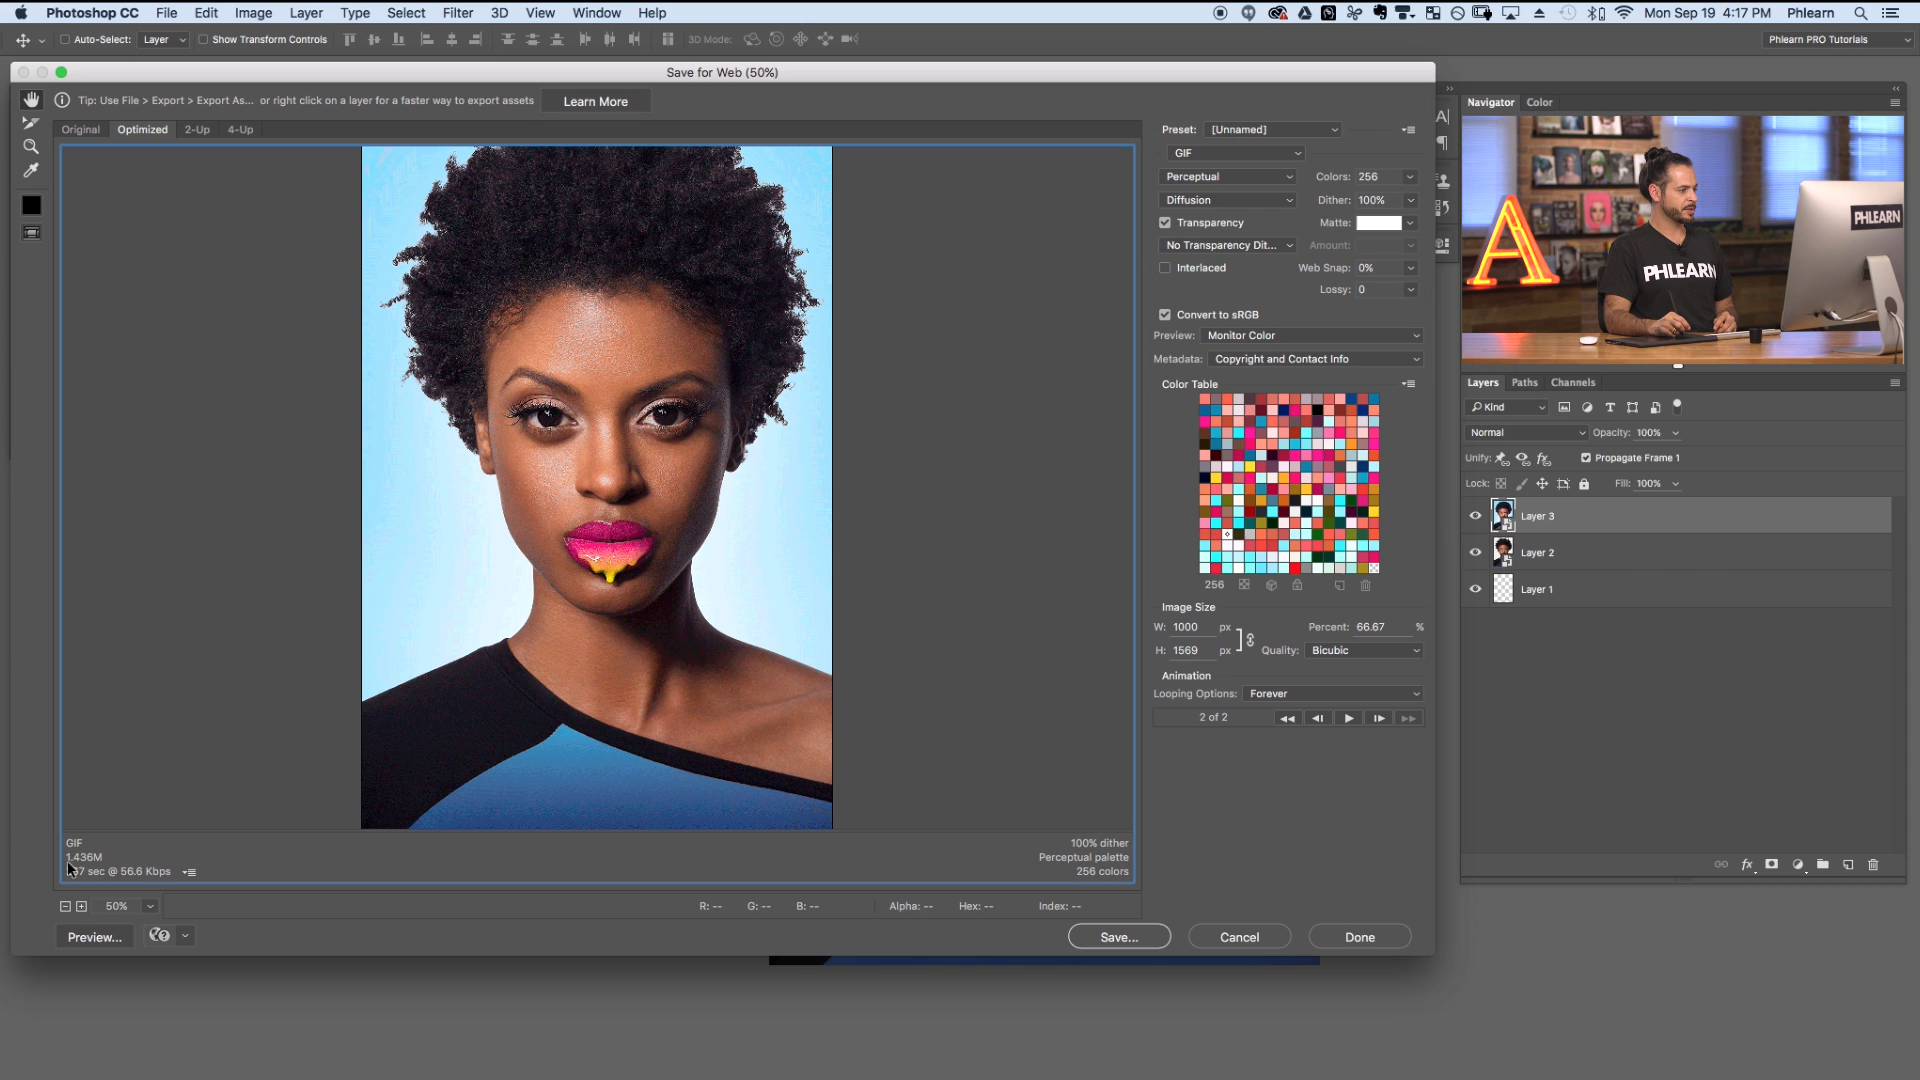 Photoshop CC File Edit Image Layer Type Select Filter 3D View Window Help Mon Sep 19 4:17 PM Phlearn
Auto-Select: Layer Show Transform Controls 3D Mode: Phlearn PRO Tutorials
Save for Web (50%)
Tip: Use File > Export > Export As... or right click on a layer for a faster way to export assets Learn More
Original Optimized 2-Up 4-Up
Preset: [Unnamed]
GIF
Perceptual Colors: 256
Diffusion Dither: 100%
Transparency Matte:
No Transparency Dit... Amount:
Interlaced Web Snap: 0%
Lossy: 0
Convert to sRGB
Preview: Monitor Color
Metadata: Copyright and Contact Info
Color Table
256
Image Size
W: 1000 px Percent: 66.67 %
H: 1569 px Quality: Bicubic
Animation
Looping Options: Forever
2 of 2
GIF
1.436M
sec @ 56.6 Kbps
100% dither
Perceptual palette
256 colors
50% R: -- G: -- B: -- Alpha: -- Hex: -- Index: --
Preview... Save... Cancel Done
Navigator Color
A
PHLEARN
PHLEARN
Layers Paths Channels
Kind
Normal Opacity: 100%
Unify: Propagate Frame 1
Lock: Fill: 100%
Layer 3
Layer 2
Layer 1
fx